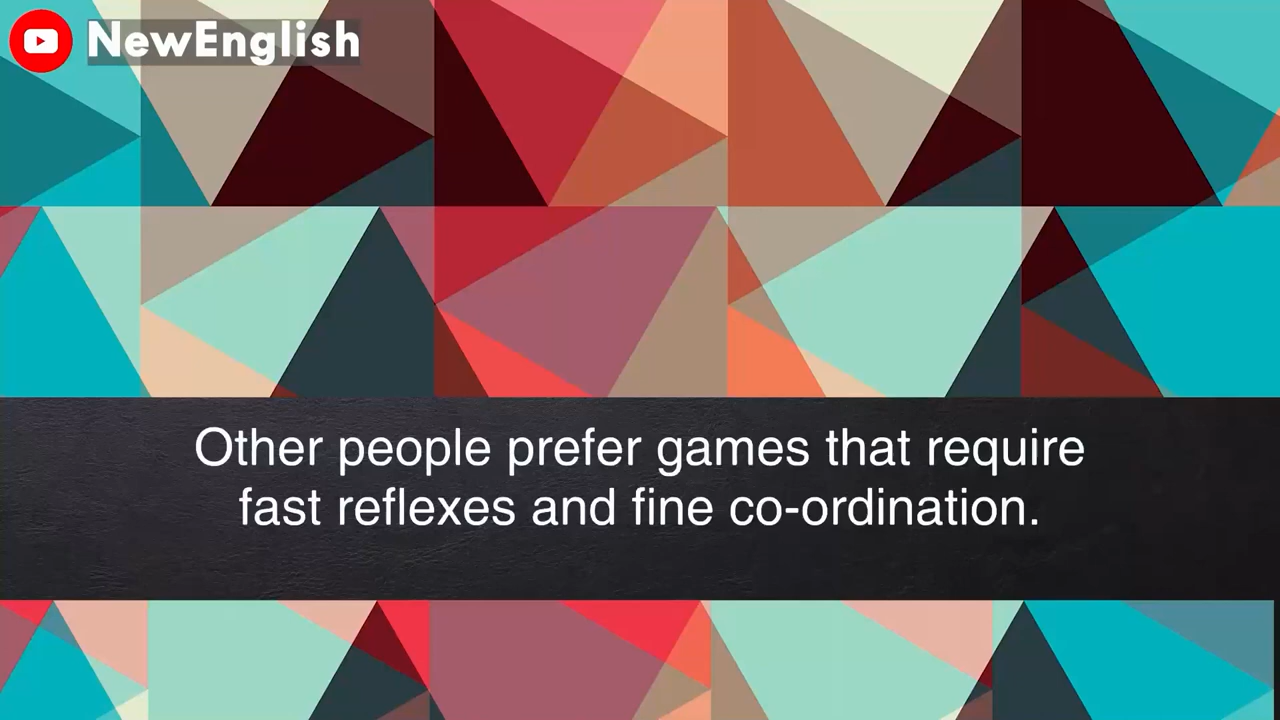 NewEnglish
Other people prefer games that require
fast reflexes and fine co-ordination.